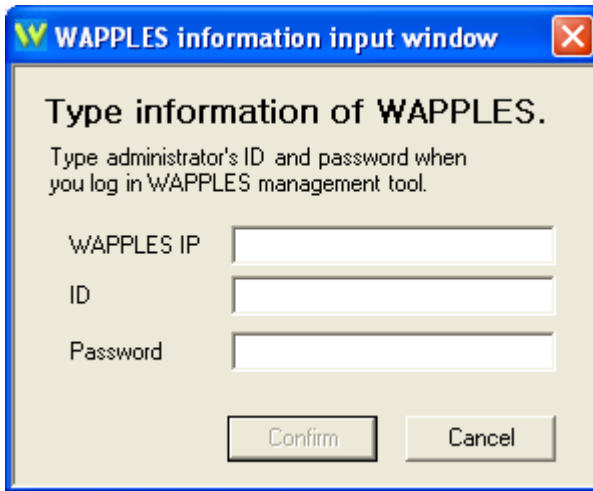 WAPPLES information input window
Type information of WAPPLES.
Type administrator's ID and password when
you log in WAPPLES management tool.
WAPPLES IP
ID
Password
Confirm Cancel